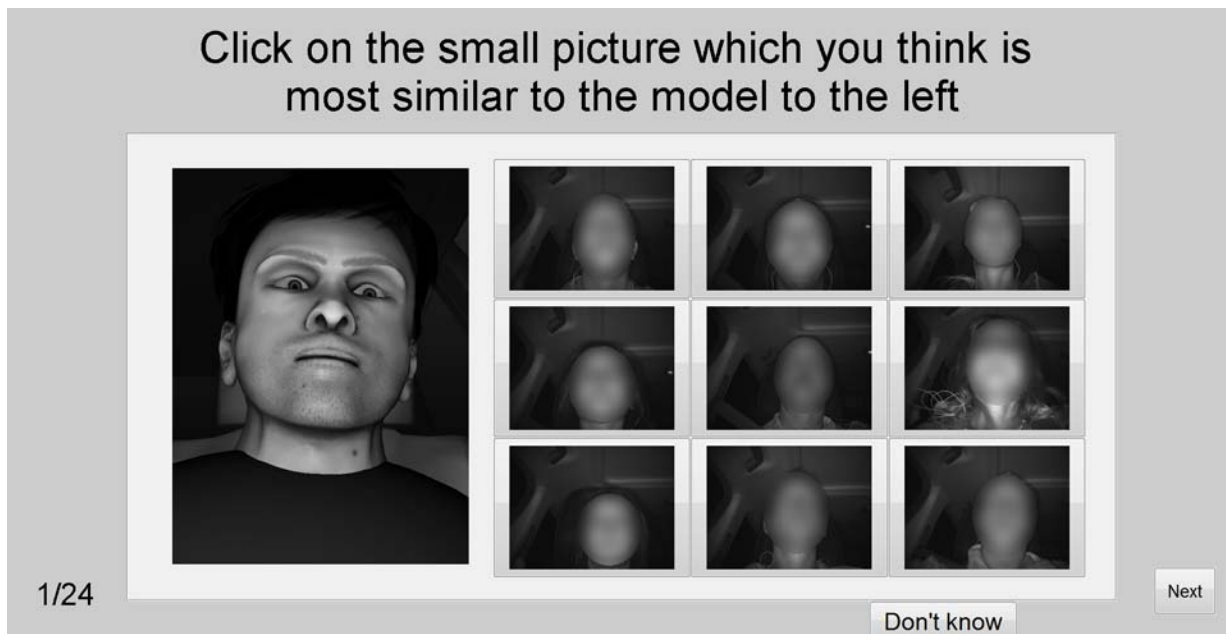 Click on the small picture which you think is
most similar to the model to the left
1/24
Next
Don't know